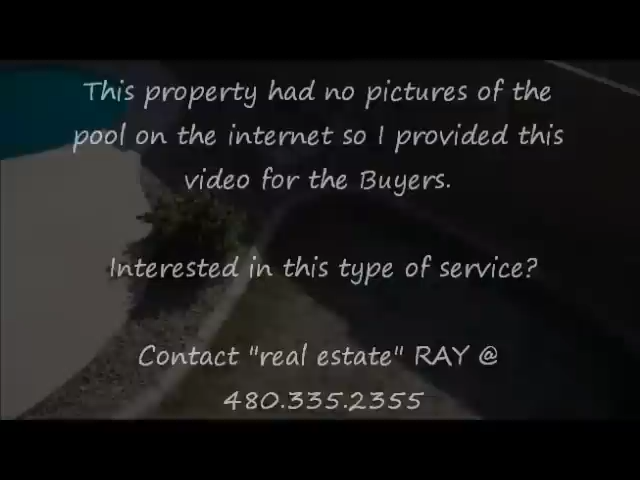 This property had no pictures of the
pool on the internet so I provided this
video for the Buyers.
Interested in this type of service?
Contact "real estate" RAY @
480.335.2355